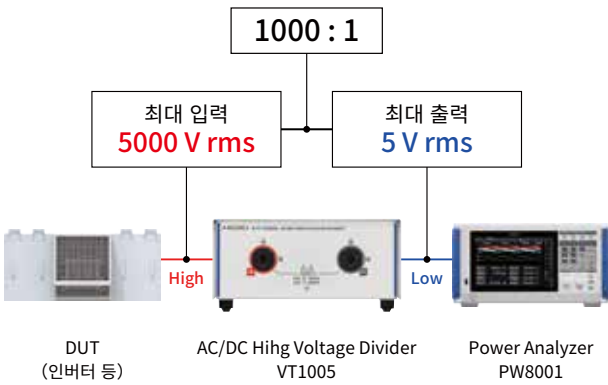 1000 : 1
최대 입력
5000 V rms
최대 출력
5 V rms
High
Low
DUT
(인버터 등)
AC/DC Hihg Voltage Divider
VT1005
Power Analyzer
PW8001